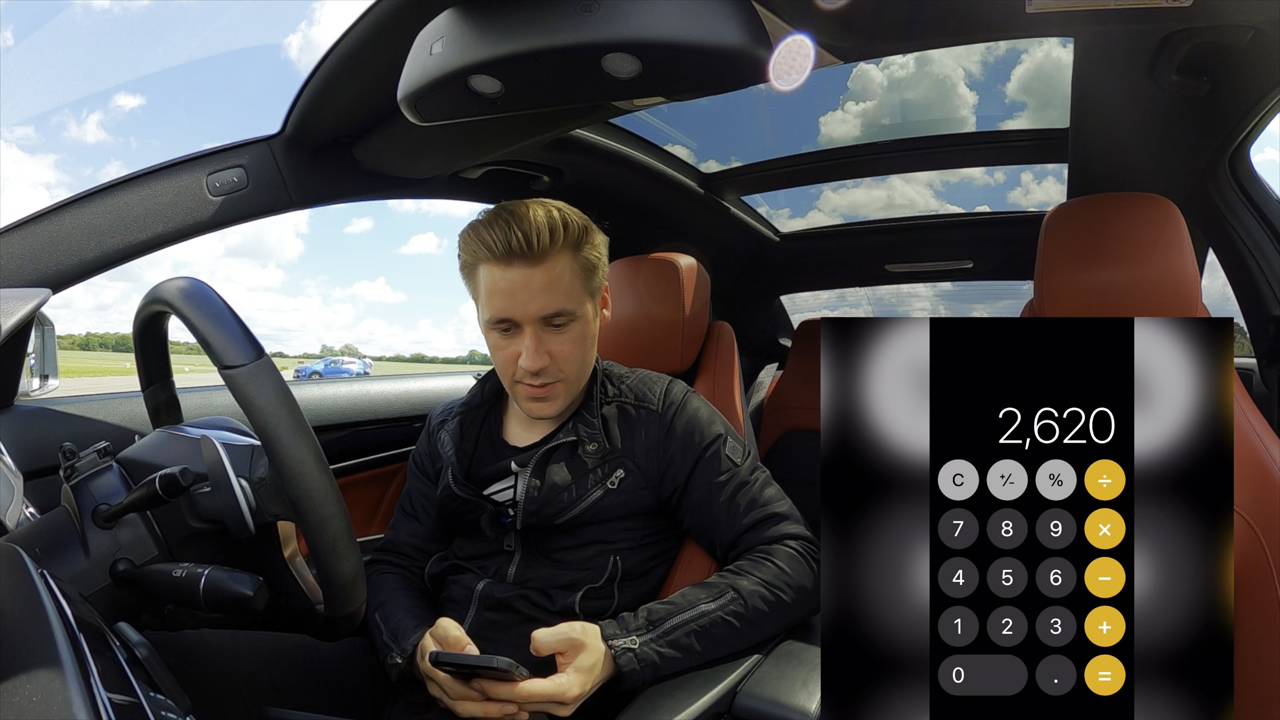 2,620
C +/- % ÷
7 8 9 ×
4 5 6 −
1 2 3 +
0 . =